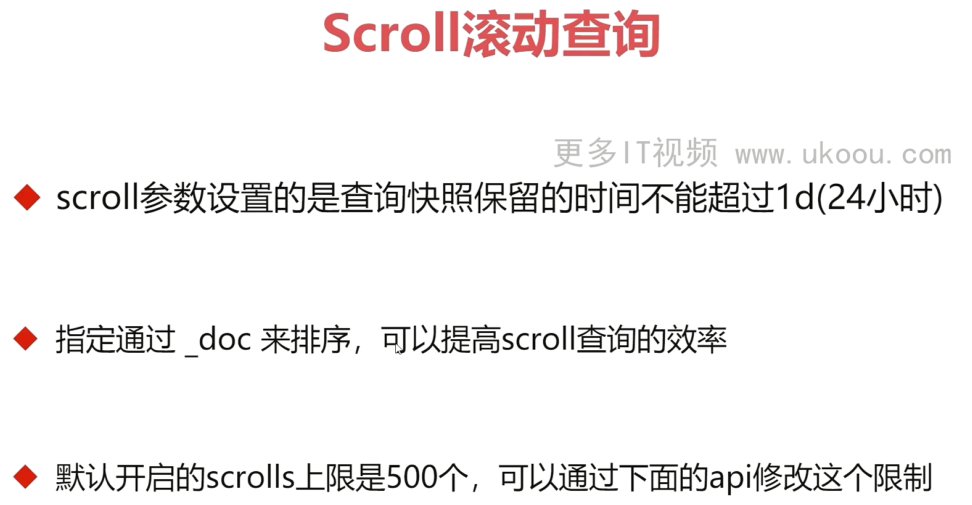 Scroll滚动查询
更多IT视频 www.ukoou.com
scroll参数设置的是查询快照保留的时间不能超过1d(24小时)
指定通过 _doc 来排序，可以提高scroll查询的效率
默认开启的scrolls上限是500个，可以通过下面的api修改这个限制